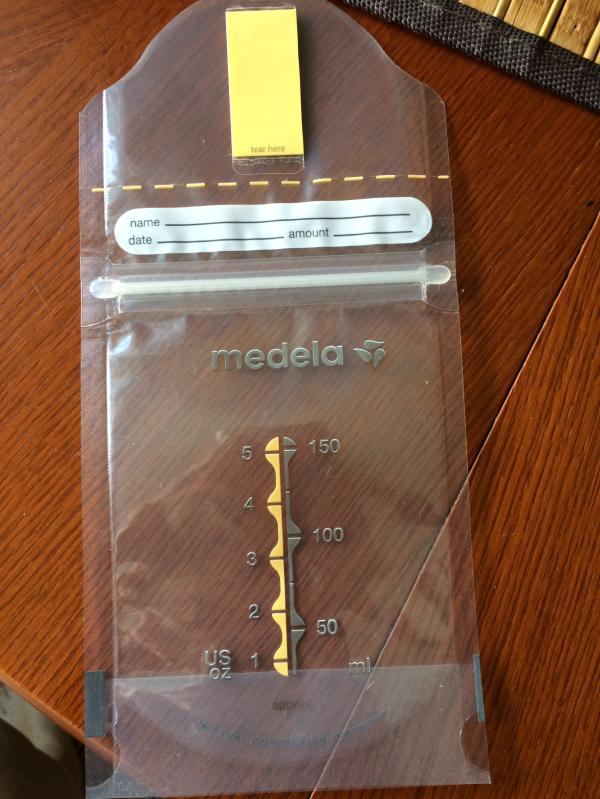 tear here
name
date amount
medela
5 150
4
100
3
2
50
US
oz 1 ml
approx